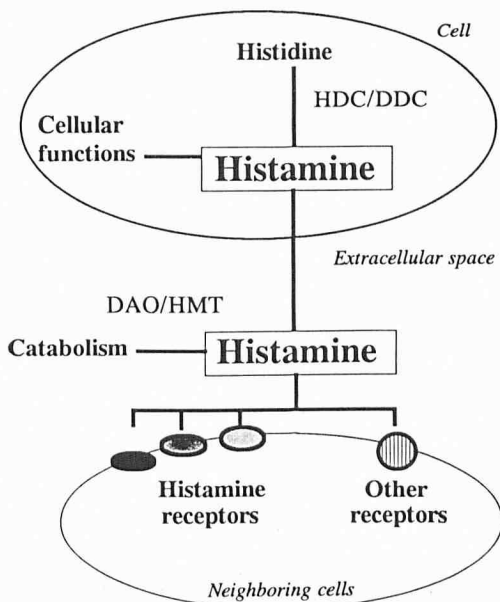 Cell
Histidine
HDC/DDC
Cellular
functions
Histamine
Extracellular space
DAO/HMT
Catabolism
Histamine
Histamine
receptors
Other
receptors
Neighboring cells